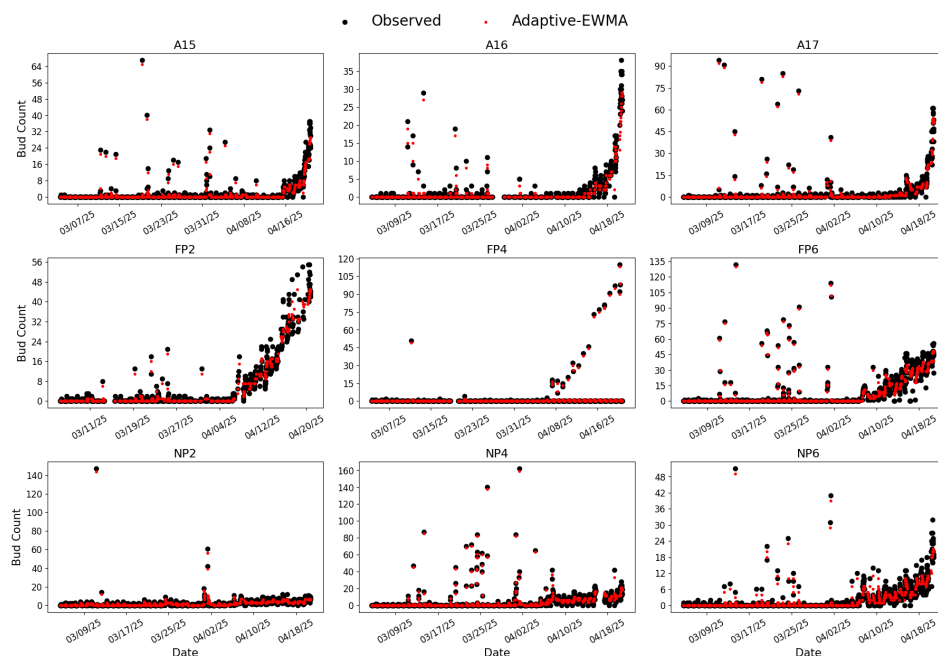 Observed Adaptive-EWMA
A15 A16 A17
Bud Count
64 56 48 40 32 24 16 8 0
35 30 25 20 15 10 5 0
90 75 60 45 30 15 0
03/07/25 03/15/25 03/23/25 03/31/25 04/08/25 04/16/25
03/09/25 03/17/25 03/25/25 04/02/25 04/10/25 04/18/25
03/09/25 03/17/25 03/25/25 04/02/25 04/10/25 04/18/25
FP2 FP4 FP6
Bud Count
56 48 40 32 24 16 8 0
120 105 90 75 60 45 30 15 0
135 120 105 90 75 60 45 30 15 0
03/11/25 03/19/25 03/27/25 04/04/25 04/12/25 04/20/25
03/07/25 03/15/25 03/23/25 03/31/25 04/08/25 04/16/25
03/09/25 03/17/25 03/25/25 04/02/25 04/10/25 04/18/25
NP2 NP4 NP6
Bud Count
140 120 100 80 60 40 20 0
160 140 120 100 80 60 40 20 0
48 42 36 30 24 18 12 6 0
03/09/25 03/17/25 03/25/25 04/02/25 04/10/25 04/18/25
03/09/25 03/17/25 03/25/25 04/02/25 04/10/25 04/18/25
03/09/25 03/17/25 03/25/25 04/02/25 04/10/25 04/18/25
Date Date Date